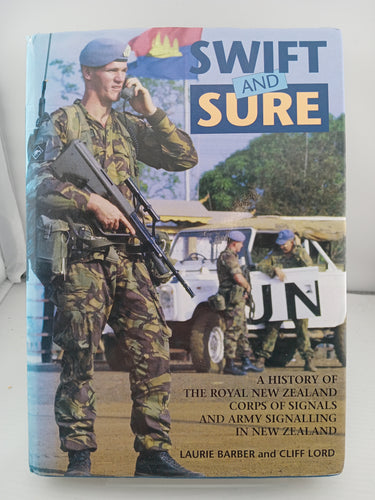 SWIFT
AND
SURE
UN
A HISTORY OF
THE ROYAL NEW ZEALAND
CORPS OF SIGNALS
AND ARMY SIGNALLING
IN NEW ZEALAND
LAURIE BARBER and CLIFF LORD